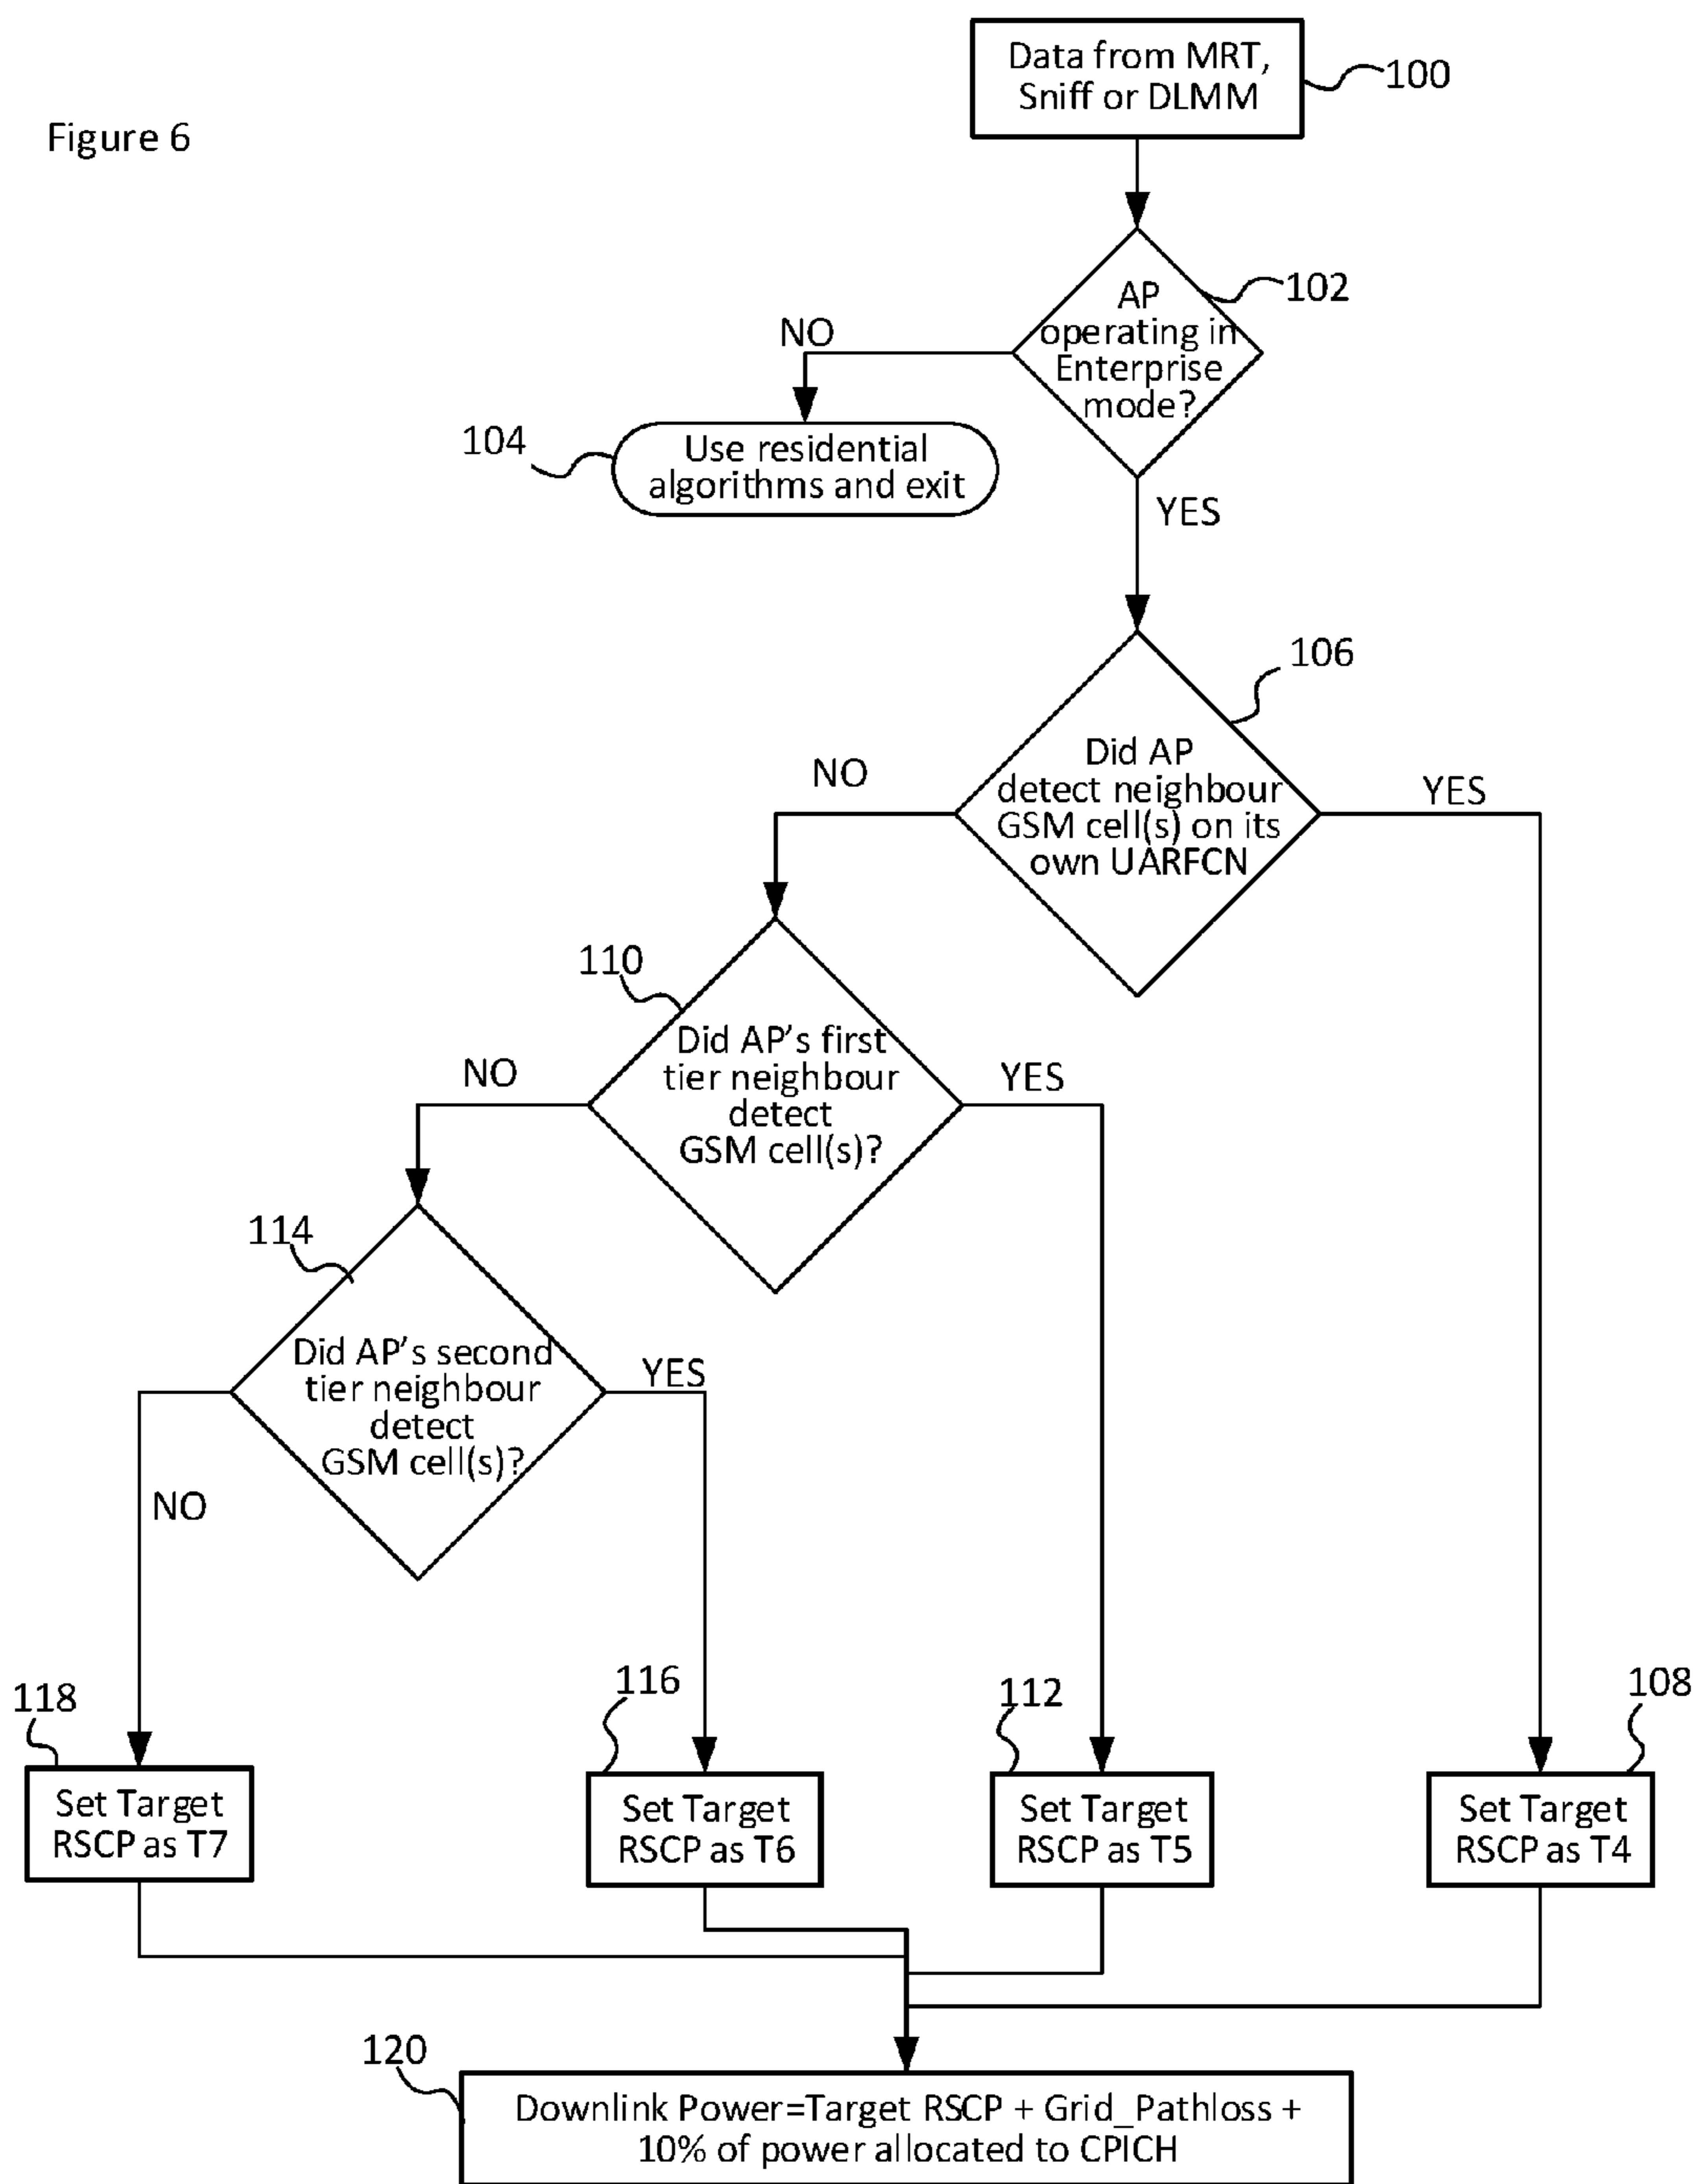 Figure 6
Data from MRT,
Sniff or DLMM
100
AP
operating in
Enterprise
mode?
102
NO
YES
104
Use residential
algorithms and exit
106
Did AP
detect neighbour
GSM cell(s) on its
own UARFCN
NO
YES
110
Did AP's first
tier neighbour
detect
GSM cell(s)?
NO
YES
114
Did AP's second
tier neighbour
detect
GSM cell(s)?
YES
NO
118
Set Target
RSCP as T7
116
Set Target
RSCP as T6
112
Set Target
RSCP as T5
108
Set Target
RSCP as T4
120
Downlink Power=Target RSCP + Grid_Pathloss +
10% of power allocated to CPICH